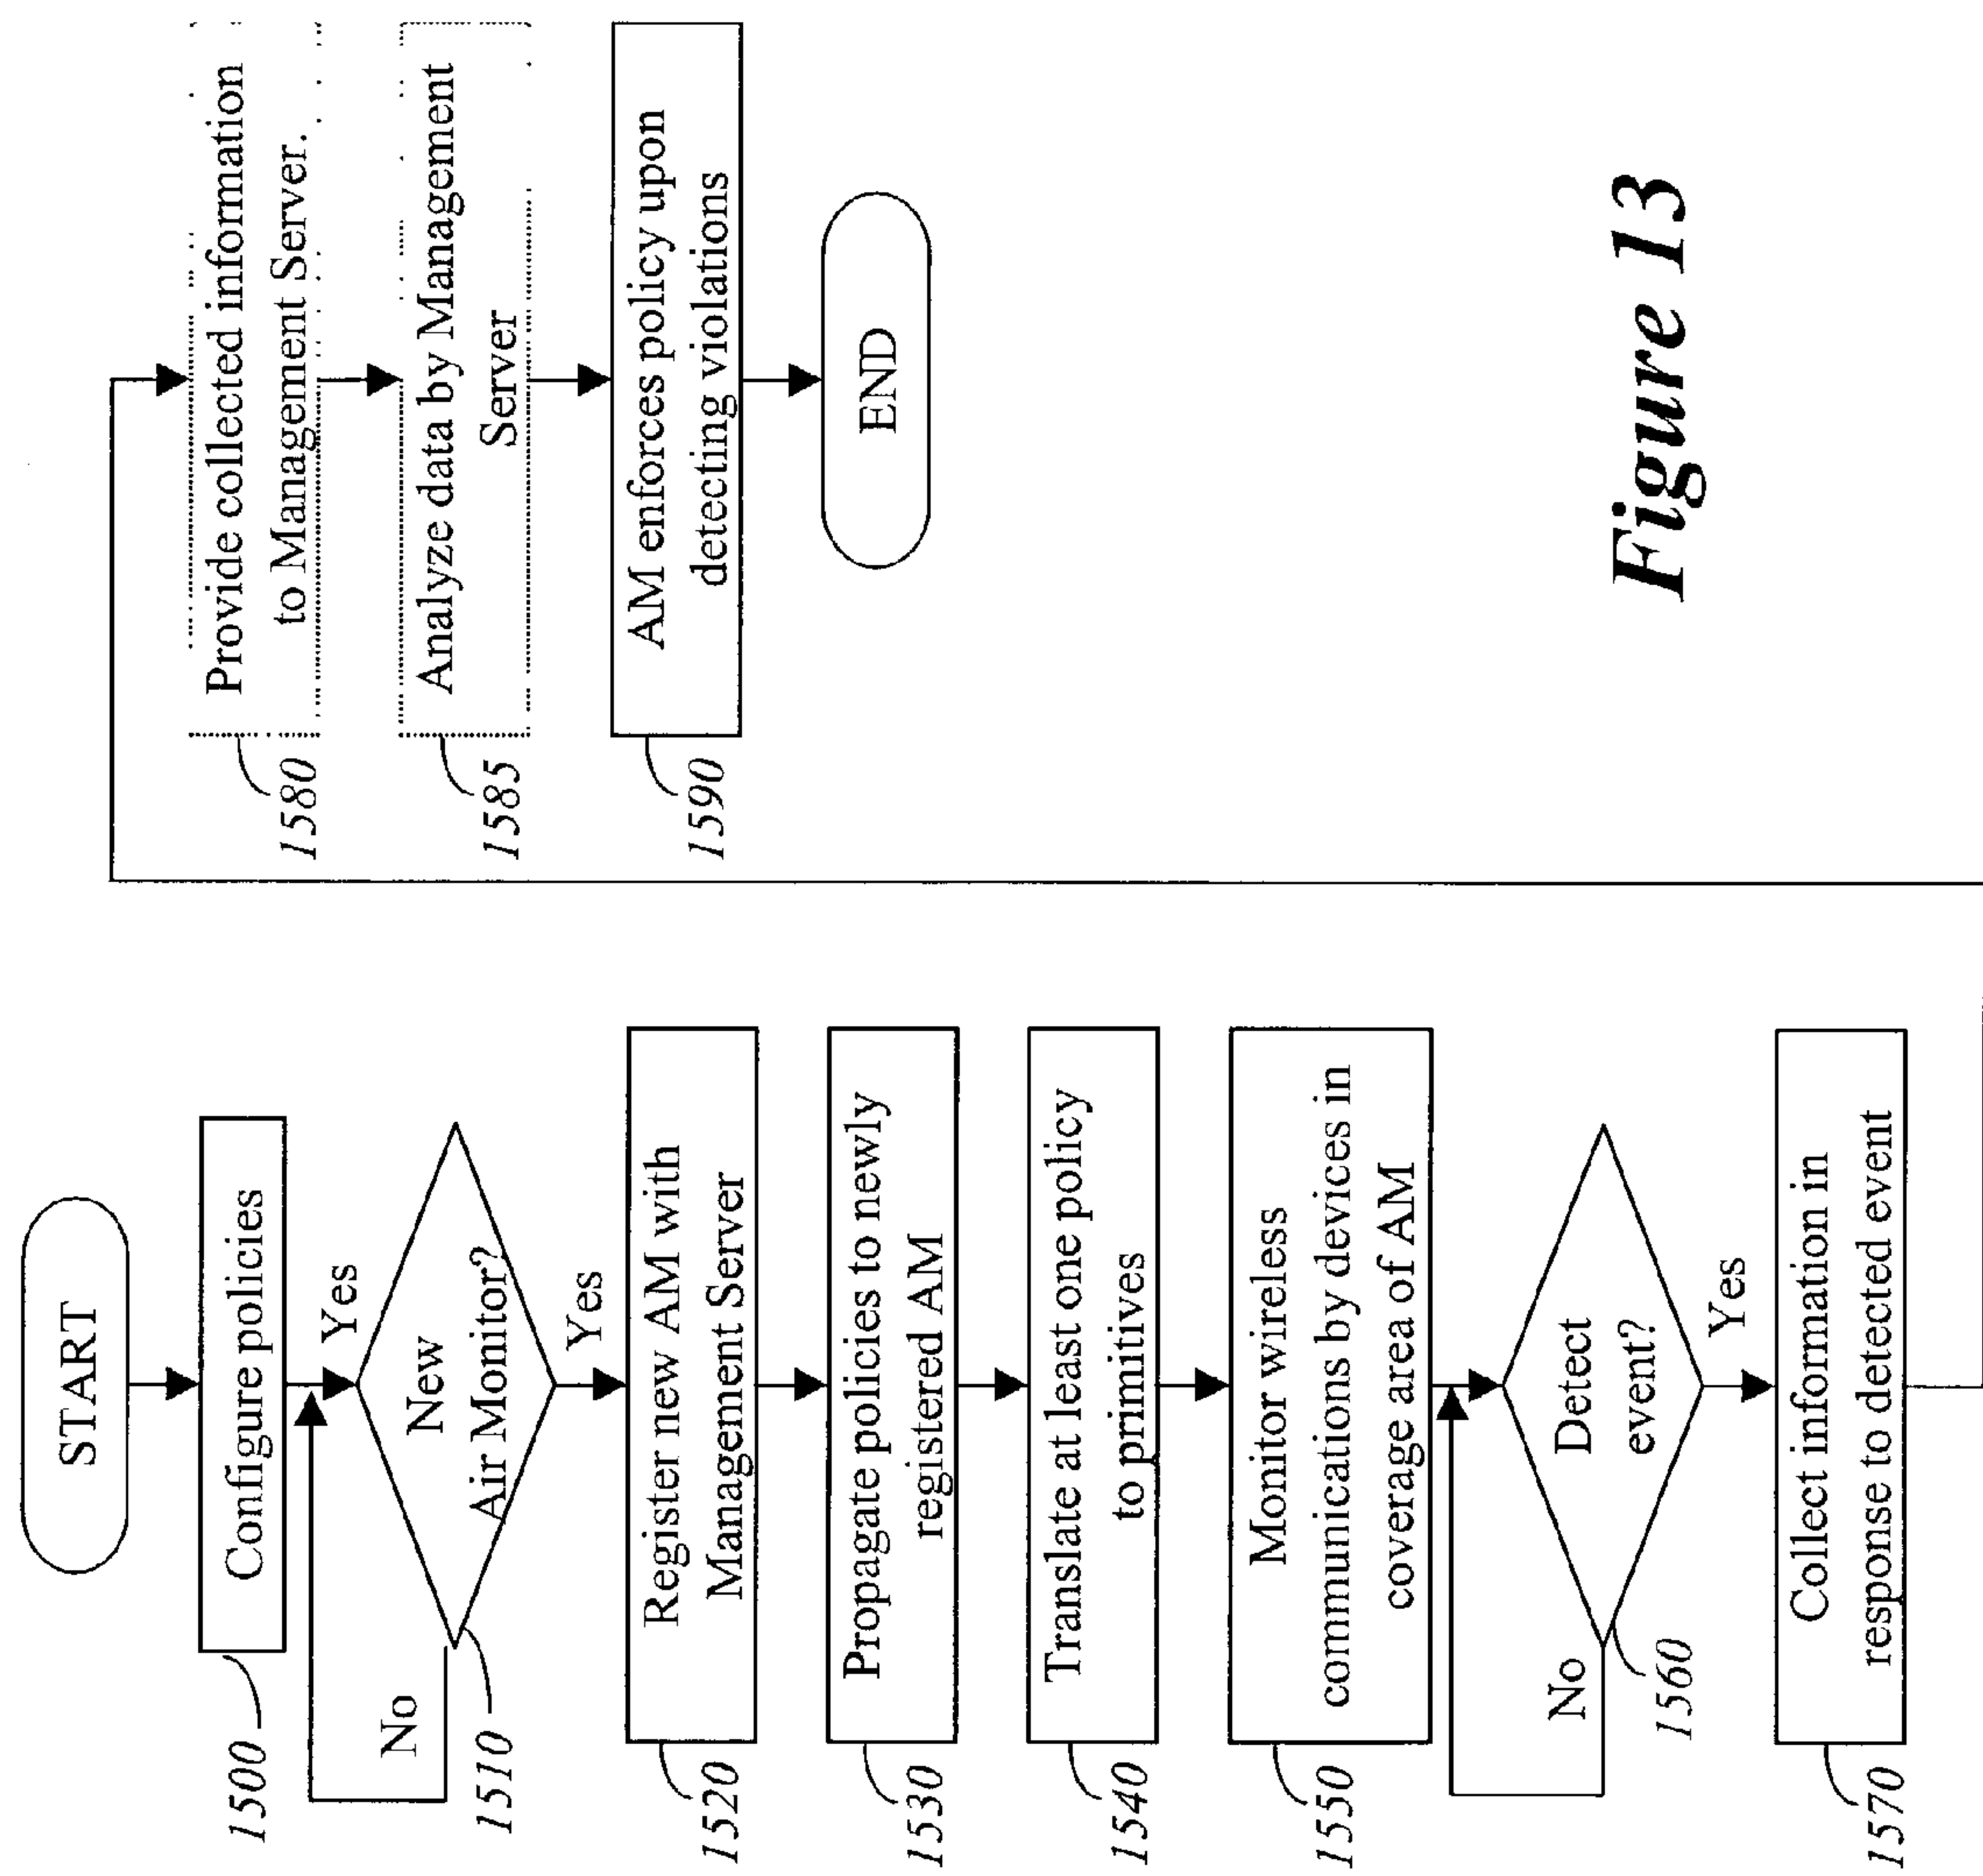 START
1500
Configure policies
Yes
No
New
Air Monitor?
1510
Yes
1520
Register new AM with
Management Server
1530
Propagate policies to newly
registered AM
1540
Translate at least one policy
to primitives
1550
Monitor wireless
communications by devices in
coverage area of AM
No
Detect
event?
1560
Yes
1570
Collect information in
response to detected event
1580
Provide collected information
to Management Server.
1585
Analyze data by Management
Server
1590
AM enforces policy upon
detecting violations
END
Figure 13